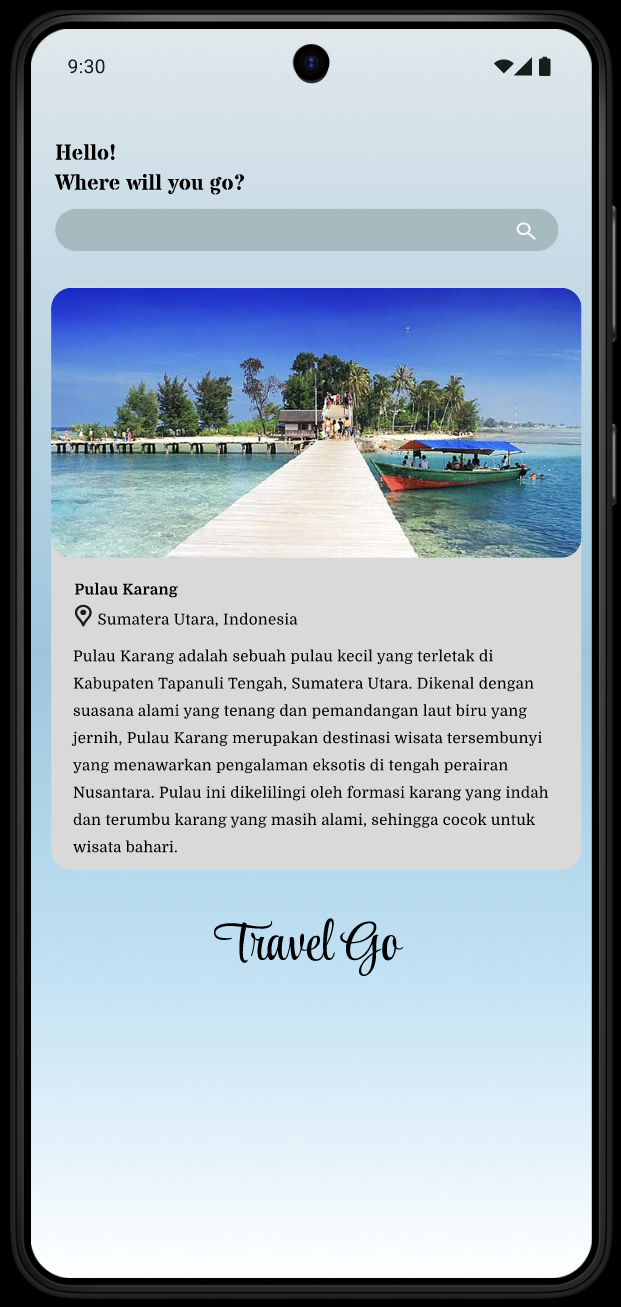 9:30
Hello!
Where will you go?
Pulau Karang
Sumatera Utara, Indonesia
Pulau Karang adalah sebuah pulau kecil yang terletak di
Kabupaten Tapanuli Tengah, Sumatera Utara. Dikenal dengan
suasana alami yang tenang dan pemandangan laut biru yang
jernih, Pulau Karang merupakan destinasi wisata tersembunyi
yang menawarkan pengalaman eksotis di tengah perairan
Nusantara. Pulau ini dikelilingi oleh formasi karang yang indah
dan terumbu karang yang masih alami, sehingga cocok untuk
wisata bahari.
Travel Go